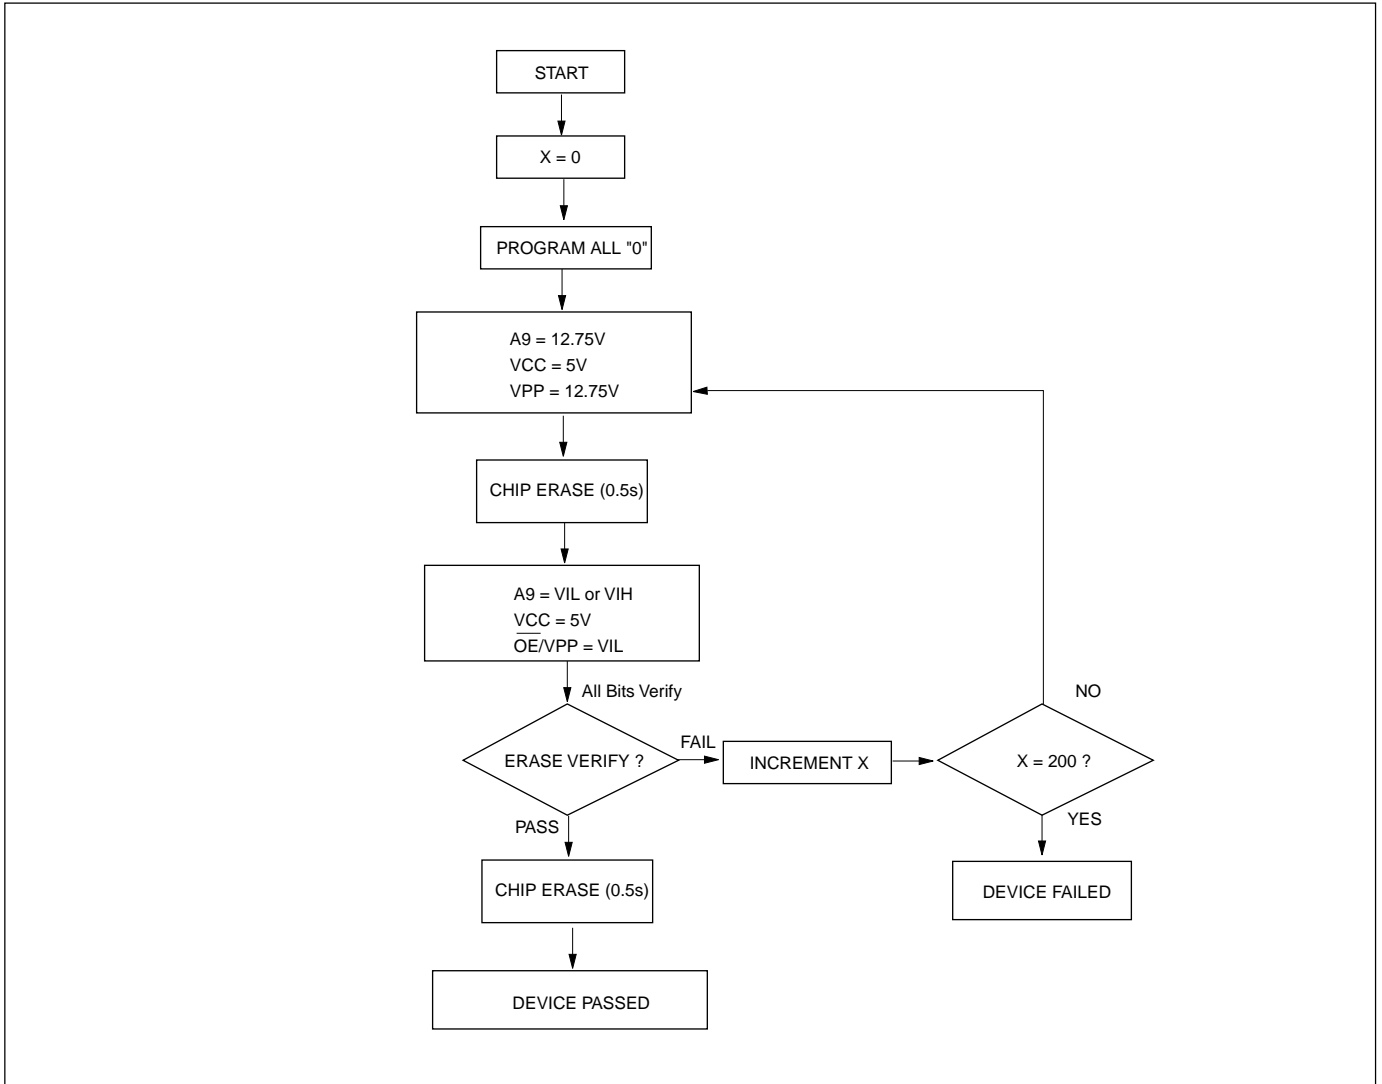 START
X = 0
PROGRAM ALL "0"
A9 = 12.75V
VCC = 5V
VPP = 12.75V
CHIP ERASE (0.5s)
A9 = VIL or VIH
VCC = 5V
O̅E̅/VPP = VIL
All Bits Verify
ERASE VERIFY ?
FAIL
INCREMENT X
X = 200 ?
NO
YES
DEVICE FAILED
PASS
CHIP ERASE (0.5s)
DEVICE PASSED